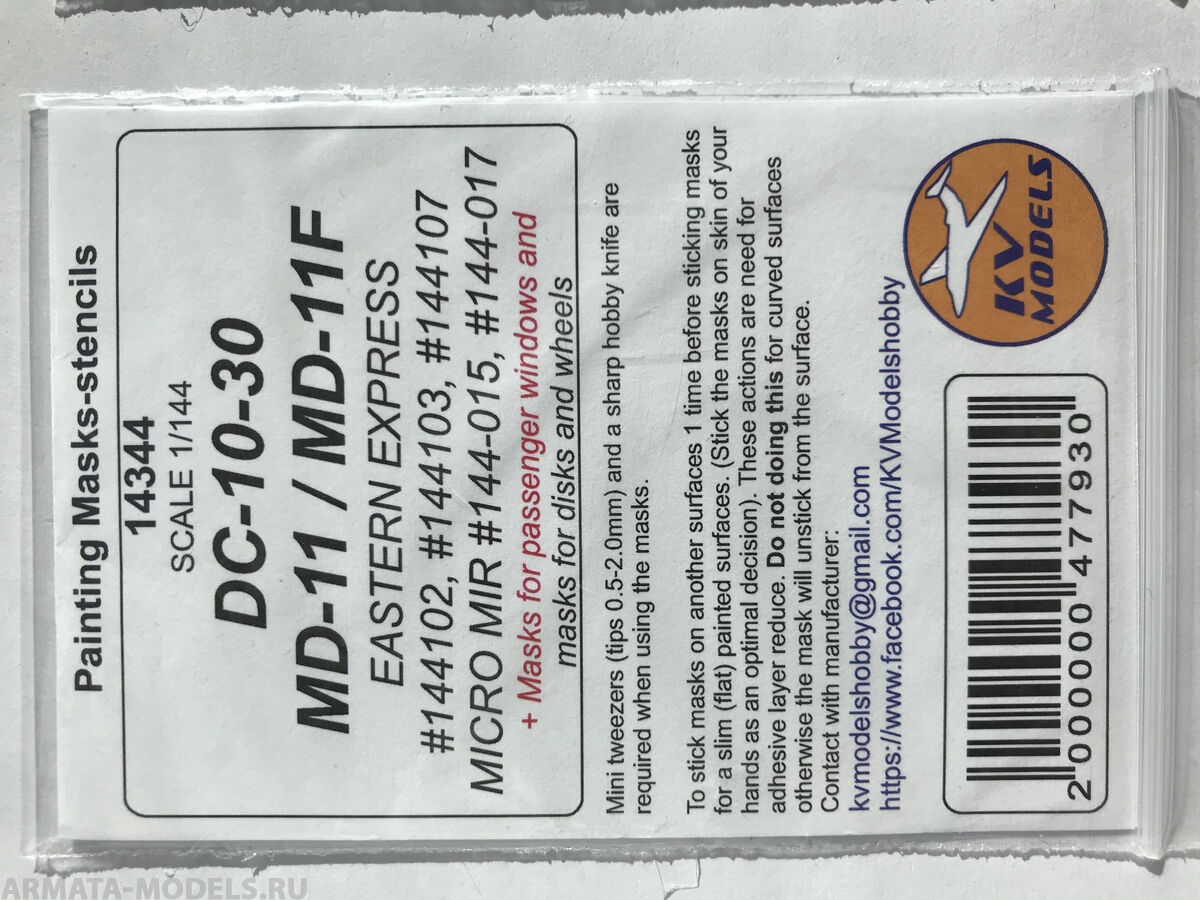 Painting Masks-stencils
14344
SCALE 1/144
DC-10-30
MD-11 / MD-11F
EASTERN EXPRESS
#144102, #144103, #144107
MICRO MIR #144-015, #144-017
+ Masks for passenger windows and
masks for disks and wheels
Mini tweezers (tips 0.5-2.0mm) and a sharp hobby knife are
required when using the masks.
To stick masks on another surfaces 1 time before sticking masks
for a slim (flat) painted surfaces. (Stick the masks on skin of your
hands as an optimal decision). These actions are need for
adhesive layer reduce. Do not doing this for curved surfaces
otherwise the mask will unstick from the surface.
Contact with manufacturer:
kvmodelshobby@gmail.com
https://www.facebook.com/KVModelshobby
2000000477930
KV
MODELS
ARMATA-MODELS.RU